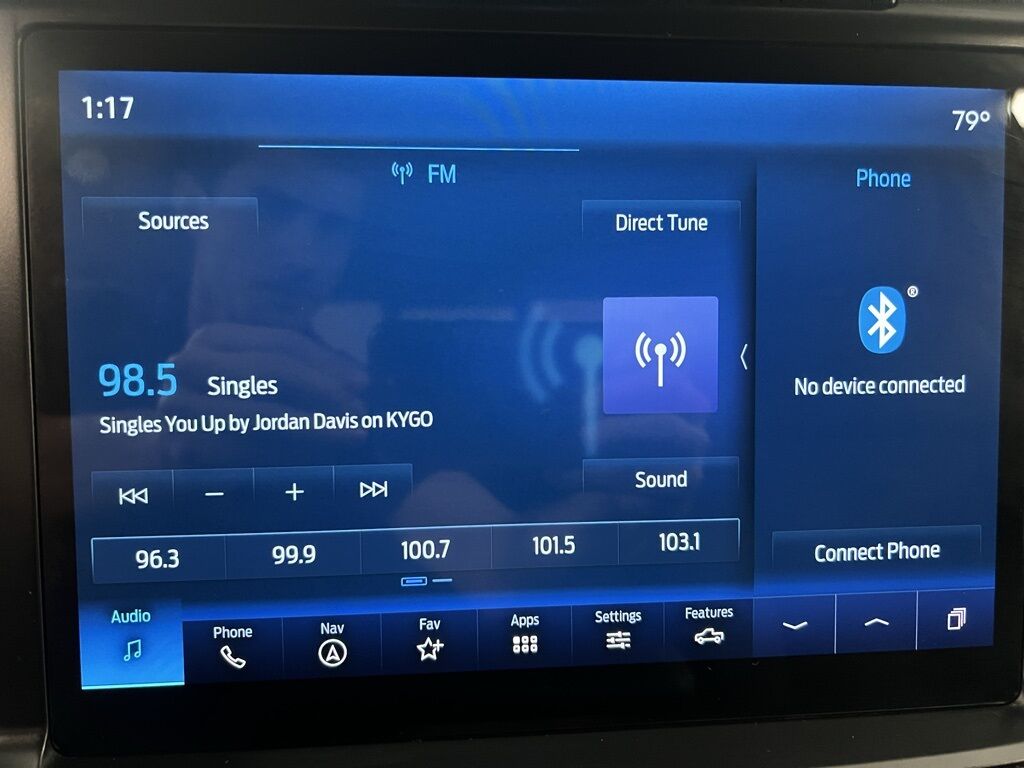 1:17
79°
FM
Phone
Sources
Direct Tune
®
98.5 Singles
No device connected
Singles You Up by Jordan Davis on KYGO
Sound
96.3 99.9 100.7 101.5 103.1
Connect Phone
Audio Phone Nav Fav Apps Settings Features